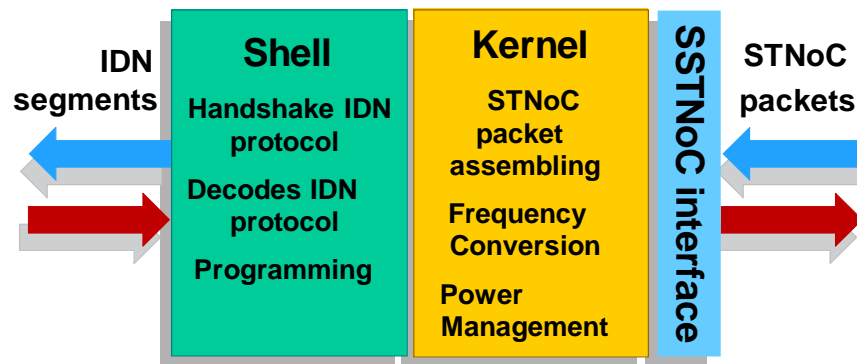 IDN
segments
Shell
Handshake IDN
protocol
Decodes IDN
protocol
Programming
Kernel
STNoC
packet
assembling
Frequency
Conversion
Power
Management
SSTNoC interface
STNoC
packets